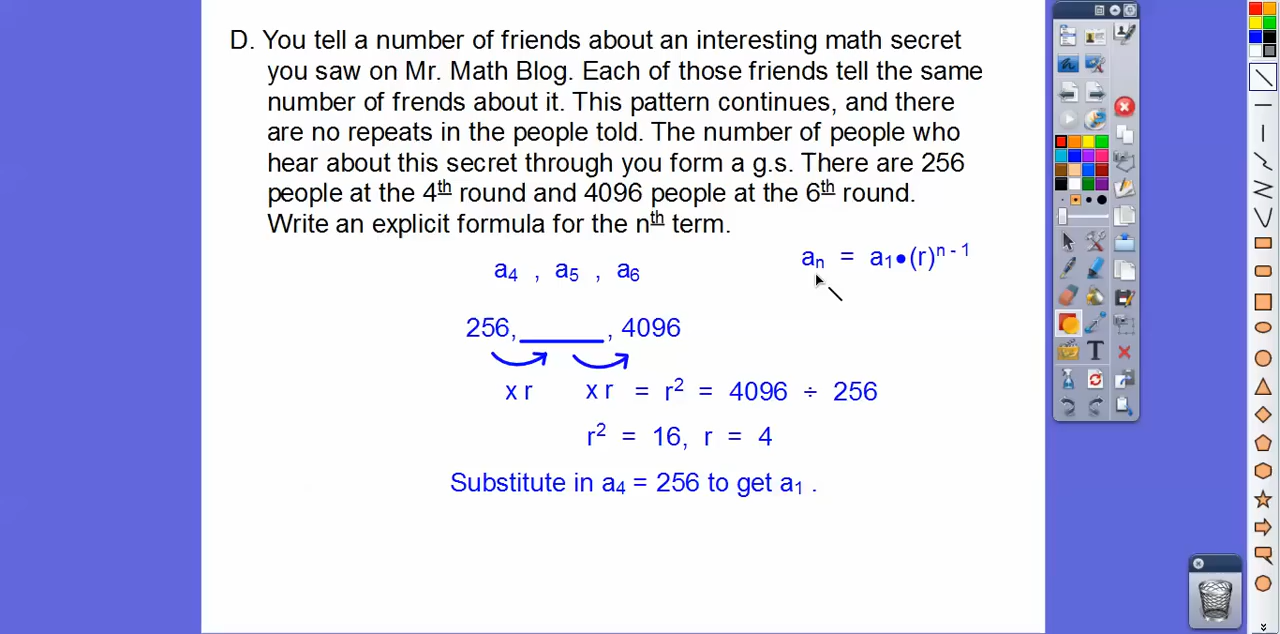 D. You tell a number of friends about an interesting math secret
you saw on Mr. Math Blog. Each of those friends tell the same
number of frends about it. This pattern continues, and there
are no repeats in the people told. The number of people who
hear about this secret through you form a g.s. There are 256
people at the 4th round and 4096 people at the 6th round.
Write an explicit formula for the nth term.
aₙ = a₁•(r)ⁿ⁻¹
a₄ , a₅ , a₆
256,______, 4096
x r x r = r² = 4096 ÷ 256
r² = 16, r = 4
Substitute in a₄ = 256 to get a₁ .